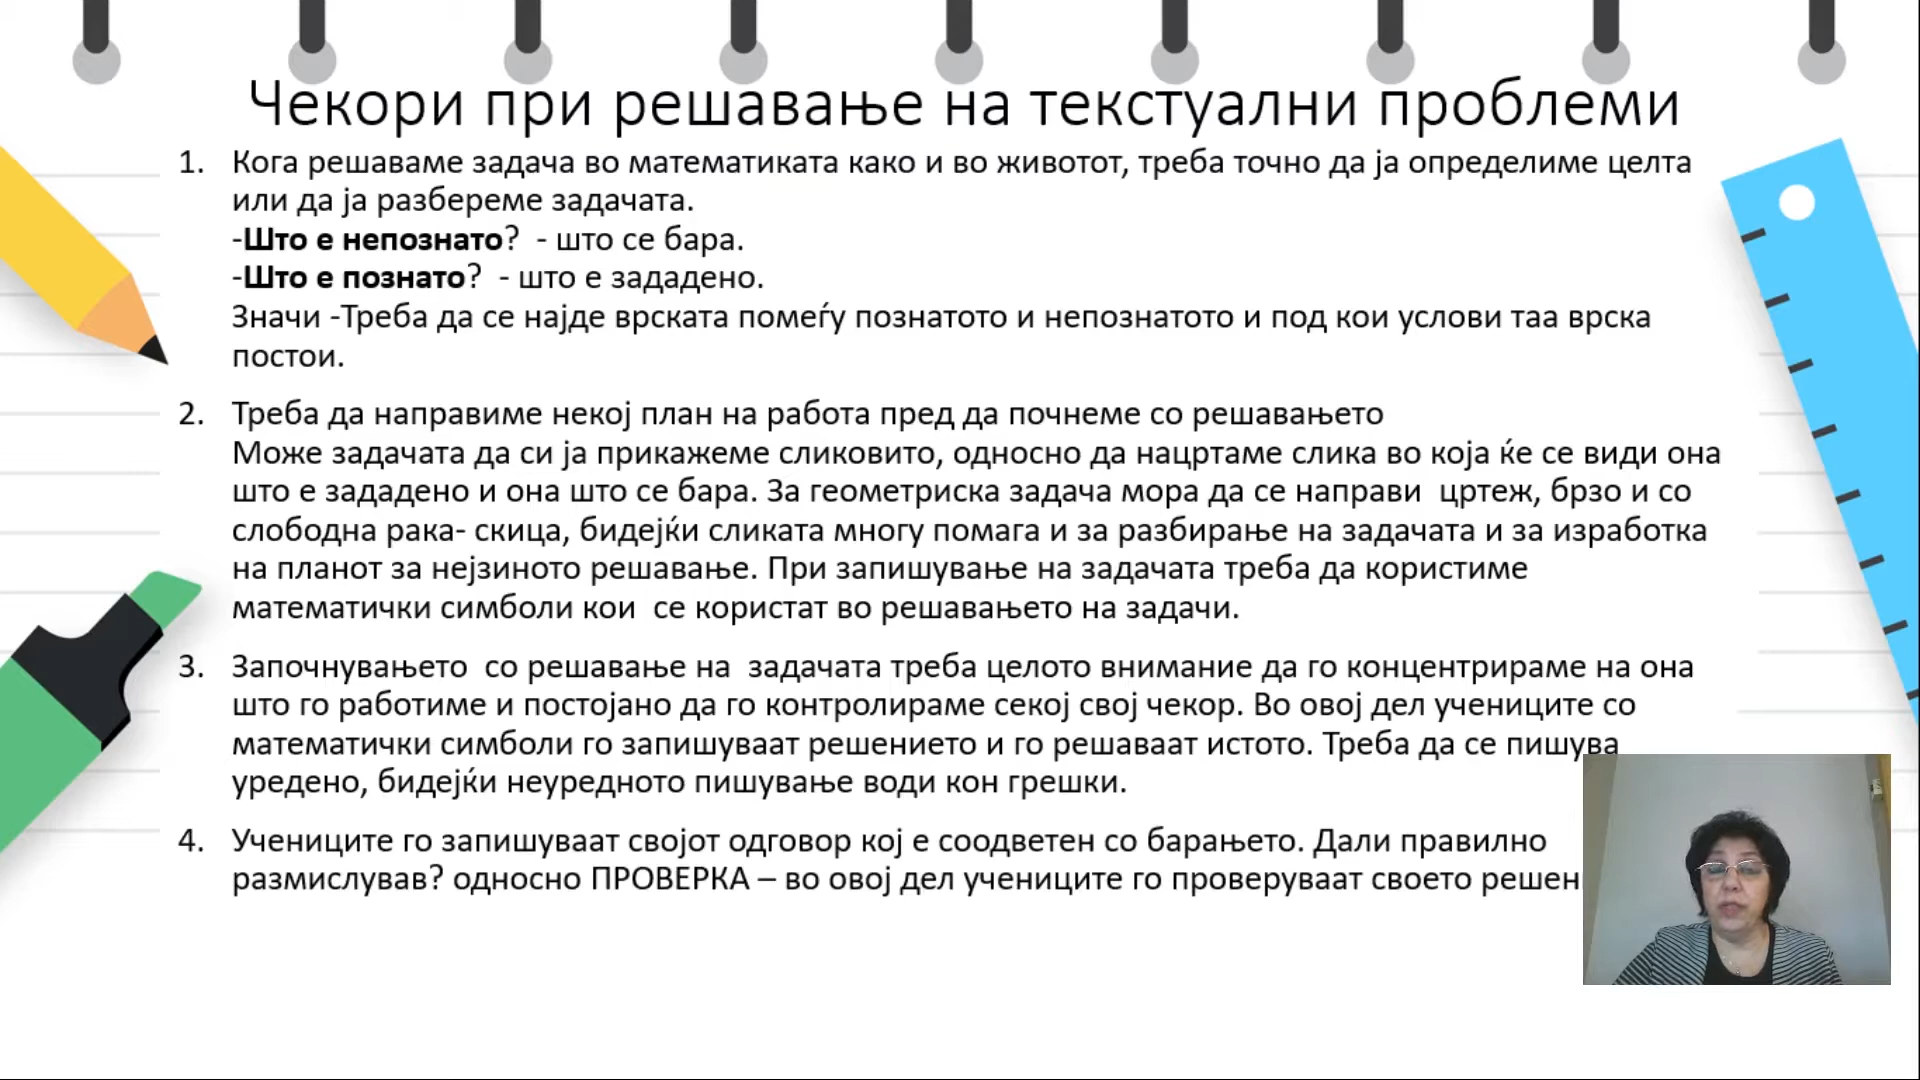 Чекори при решавање на текстуални проблеми
1. Кога решаваме задача во математиката како и во животот, треба точно да ја определиме целта
или да ја разбереме задачата.
-Што е непознато?  - што се бара.
-Што е познато?  - што е зададено.
Значи -Треба да се најде врската помеѓу познатото и непознатото и под кои услови таа врска
постои.
2. Треба да направиме некој план на работа пред да почнеме со решавањето
Може задачата да си ја прикажеме сликовито, односно да нацртаме слика во која ќе се види она
што е зададено и она што се бара. За геометриска задача мора да се направи  цртеж, брзо и со
слободна рака- скица, бидејќи сликата многу помага и за разбирање на задачата и за изработка
на планот за нејзиното решавање. При запишување на задачата треба да користиме
математички симболи кои  се користат во решавањето на задачи.
3. Започнувањето  со решавање на  задачата треба целото внимание да го концентрираме на она
што го работиме и постојано да го контролираме секој свој чекор. Во овој дел учениците со
математички симболи го запишуваат решението и го решаваат истото. Треба да се пишува
уредено, бидејќи неуредното пишување води кон грешки.
4. Учениците го запишуваат својот одговор кој е соодветен со барањето. Дали правилно
размислував? односно ПРОВЕРКА – во овој дел учениците го проверуваат своето